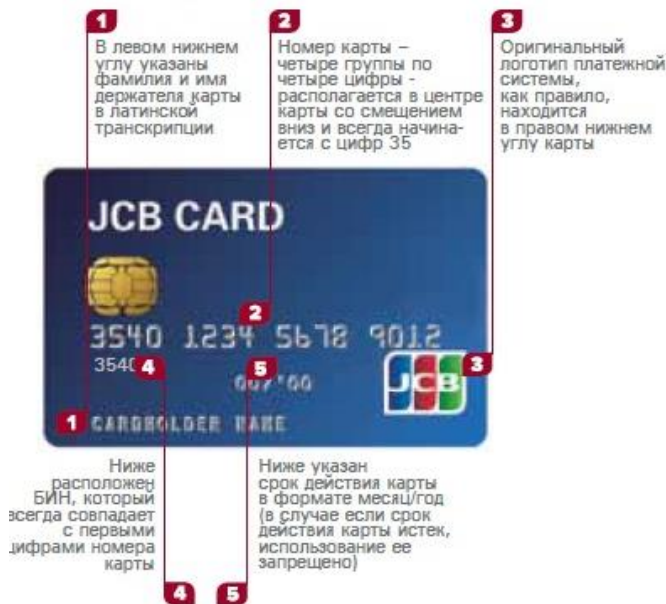 1
В левом нижнем
углу указаны
фамилия и имя
держателя карты
в латинской
транскрипции
2
Номер карты –
четыре группы по
четыре цифры -
располагается в центре
карты со смещением
вниз и всегда начина-
ется с цифр 35
3
Оригинальный
логотип платежной
системы,
как правило,
находится
в правом нижнем
углу карты
JCB CARD
2
3540 1234 5678 9012
3540
4
5
00/00
JCB
3
1
CARDHOLDER NAME
Ниже
расположен
БИН, который
всегда совпадает
с первыми
цифрами номера
карты
4
Ниже указан
срок действия карты
в формате месяц/год
(в случае если срок
действия карты истек,
использование ее
запрещено)
5